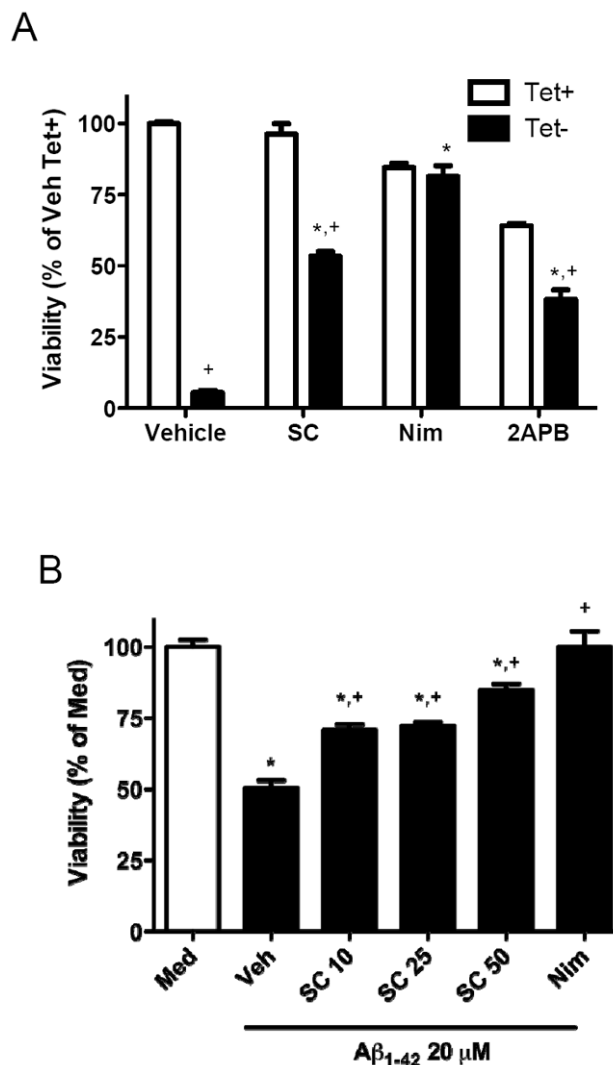 A
Viability (% of Veh Tet+)
Tet+
Tet-
100
75
50
25
0
+
*,+
*
*,+
Vehicle SC Nim 2APB
B
Viability (% of Med)
100
75
50
25
0
*
*,+
*,+
*,+
+
Med Veh SC 10 SC 25 SC 50 Nim
Aβ₁₋₄₂ 20 μM